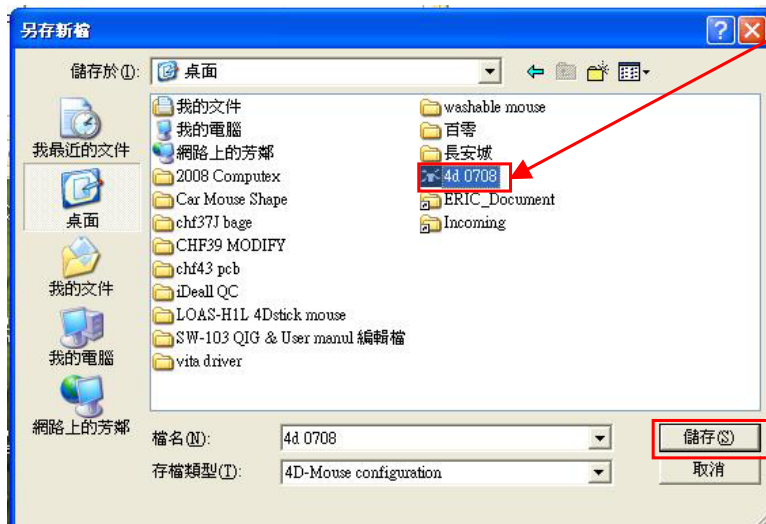 另存新檔
儲存於(I):
桌面
我最近的文件
桌面
我的文件
我的電腦
網路上的芳鄰
我的文件
我的電腦
網路上的芳鄰
2008 Computex
Car Mouse Shape
chf37J bage
CHF39 MODIFY
chf43 pcb
iDeall QC
LOAS-H1L 4Dstick mouse
SW-103 QIG & User manul 編輯檔
vita driver
washable mouse
百零
長安城
4d 0708
ERIC_Document
Incoming
檔名(N):
4d 0708
儲存(S)
存檔類型(T):
4D-Mouse configuration
取消